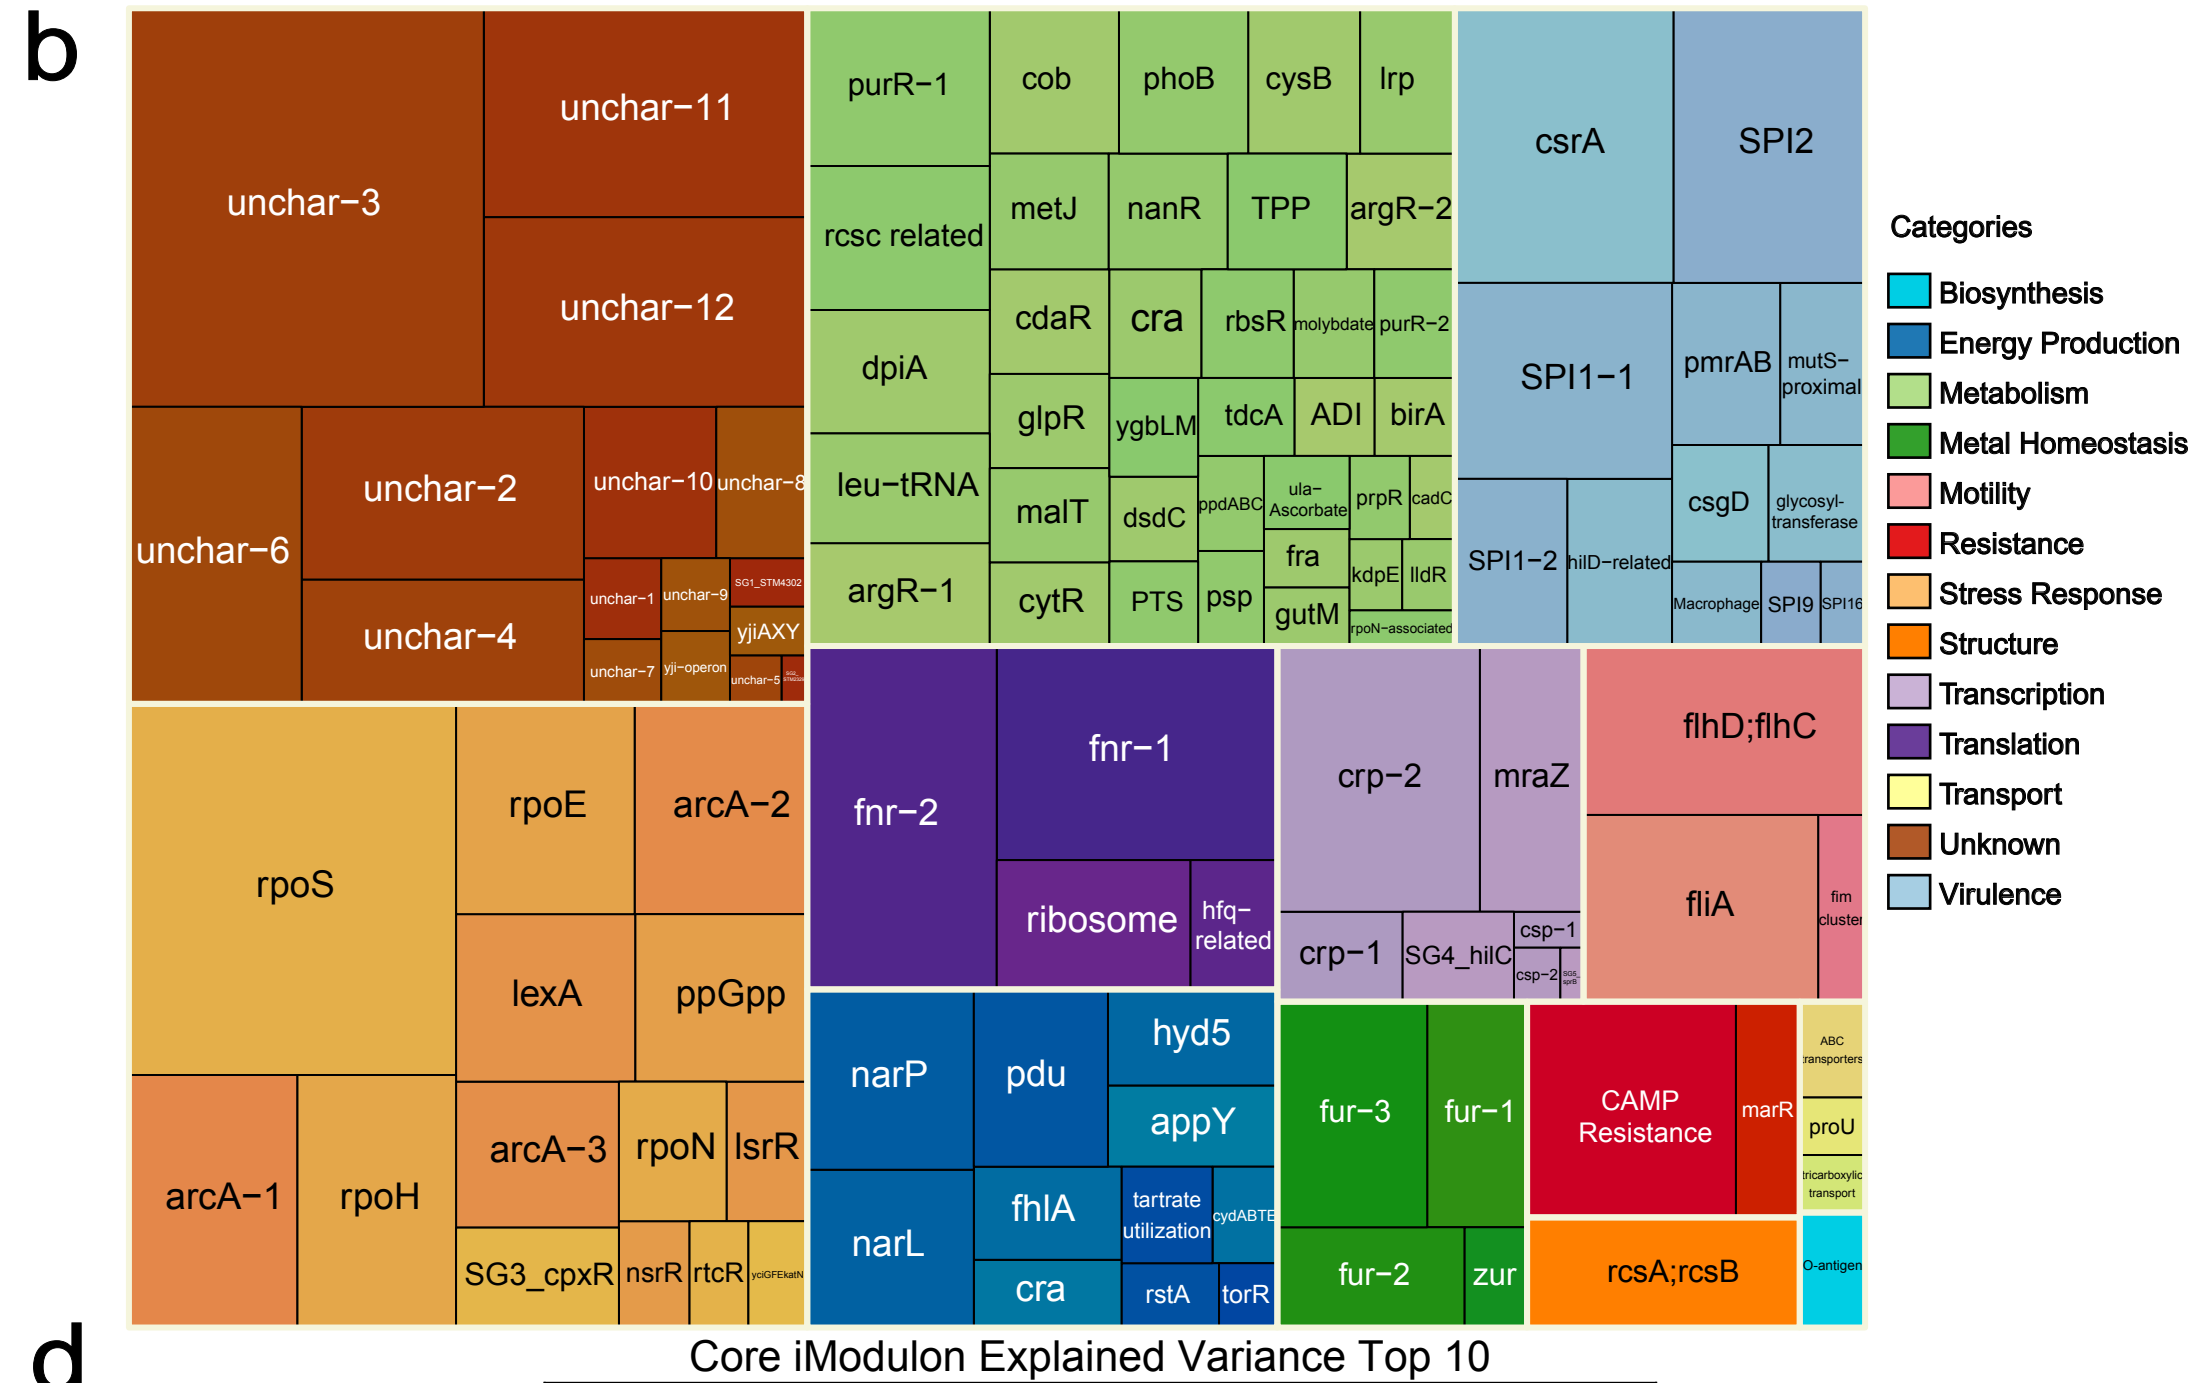 b
unchar−3
unchar−11
unchar−12
unchar−6
unchar−2
unchar−4
unchar−10
unchar−8
unchar−1
unchar−9
SG1_STM4302
yjiAXY
unchar−7
yji−operon
unchar−5
purR−1
rcsc related
dpiA
leu−tRNA
argR−1
cob
phoB
cysB
lrp
metJ
nanR
TPP
argR−2
cdaR
cra
rbsR
molybdate
purR−2
glpR
ygbLM
tdcA
ADI
birA
malT
dsdC
ppdABC
ula−
Ascorbate
prpR
cadC
fra
kdpE
lldR
cytR
PTS
psp
gutM
rpoN−associated
csrA
SPI2
SPI1−1
pmrAB
mutS−
proximal
csgD
glycosyl-
transferase
SPI1−2
hilD−related
Macrophage
SPI9
SPI16
rpoS
rpoE
arcA−2
lexA
ppGpp
arcA−1
rpoH
arcA−3
rpoN
lsrR
SG3_cpxR
nsrR
rtcR
yciGFEkatN
fnr−2
fnr−1
ribosome
hfq−
related
crp−2
mraZ
crp−1
SG4_hilC
csp−1
csp−2
SG5_
sprB
flhD;flhC
fliA
fim
cluster
narP
pdu
hyd5
appY
narL
fhlA
tartrate
utilization
cydABTE
cra
rstA
torR
fur−3
fur−1
fur−2
zur
CAMP
Resistance
marR
rcsA;rcsB
ABC
transporters
proU
tricarboxylic
transport
O-antigen
Categories
Biosynthesis
Energy Production
Metabolism
Metal Homeostasis
Motility
Resistance
Stress Response
Structure
Transcription
Translation
Transport
Unknown
Virulence
d
Core iModulon Explained Variance Top 10